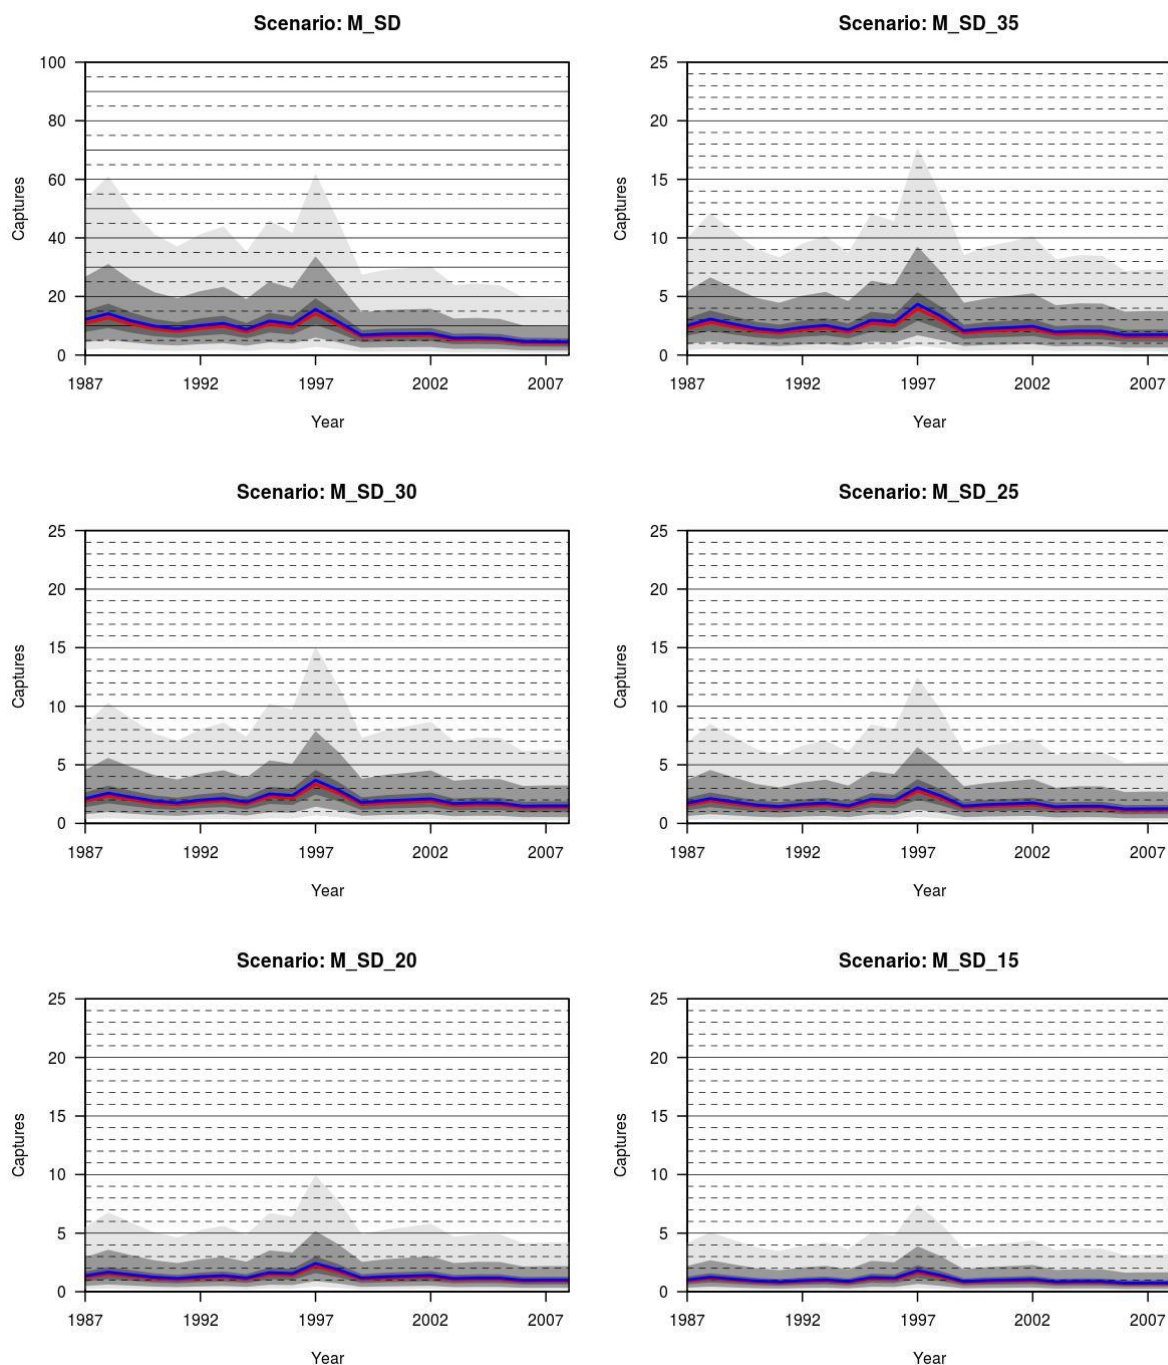 Scenario: M_SD
Captures
100
80
60
40
20
0
1987 1992 1997 2002 2007
Year
Scenario: M_SD_35
Captures
25
20
15
10
5
0
1987 1992 1997 2002 2007
Year
Scenario: M_SD_30
Captures
25
20
15
10
5
0
1987 1992 1997 2002 2007
Year
Scenario: M_SD_25
Captures
25
20
15
10
5
0
1987 1992 1997 2002 2007
Year
Scenario: M_SD_20
Captures
25
20
15
10
5
0
1987 1992 1997 2002 2007
Year
Scenario: M_SD_15
Captures
25
20
15
10
5
0
1987 1992 1997 2002 2007
Year